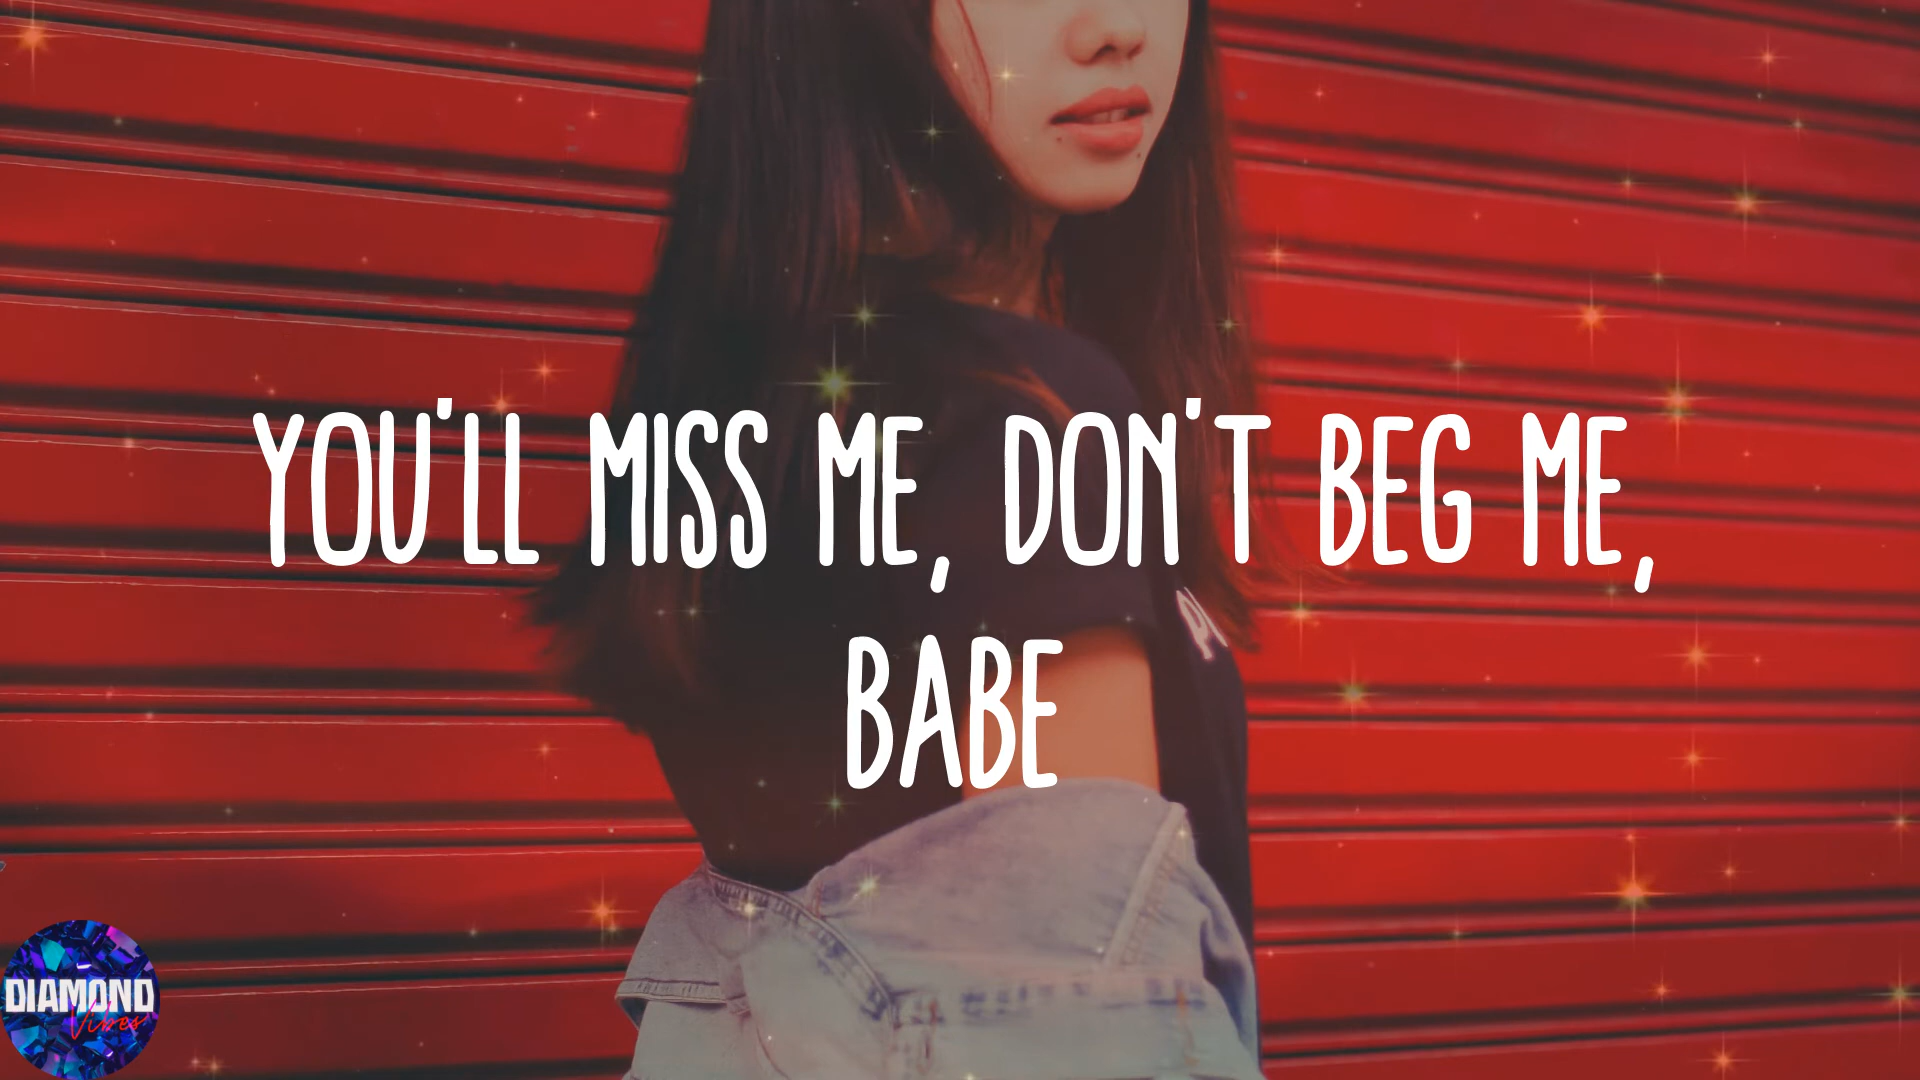 YOU'LL MISS ME, DON'T BEG ME,
BABE
DIAMOND
Vibes